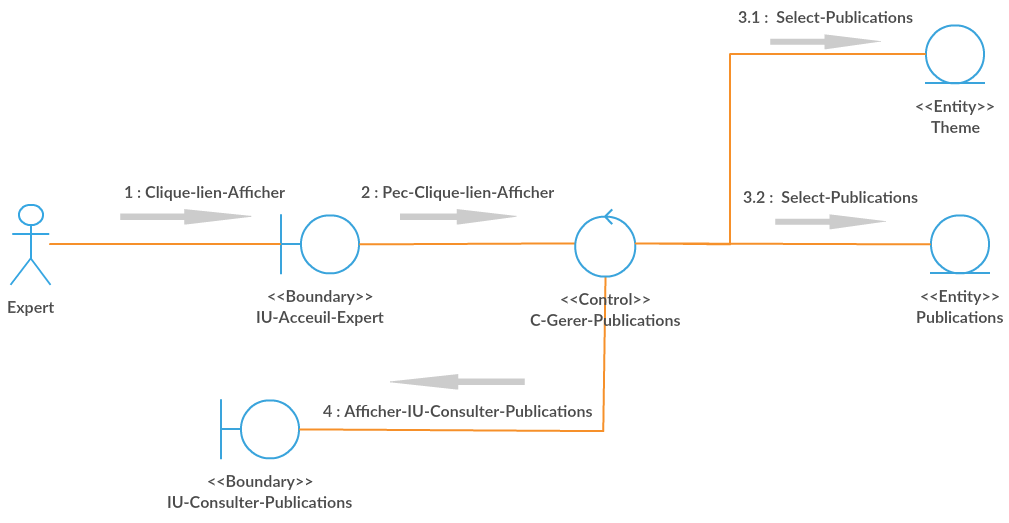 3.1 : Select-Publications
<<Entity>>
Theme
1 : Clique-lien-Afficher
2 : Pec-Clique-lien-Afficher
3.2 : Select-Publications
Expert
<<Boundary>>
IU-Acceuil-Expert
<<Control>>
C-Gerer-Publications
<<Entity>>
Publications
4 : Afficher-IU-Consulter-Publications
<<Boundary>>
IU-Consulter-Publications